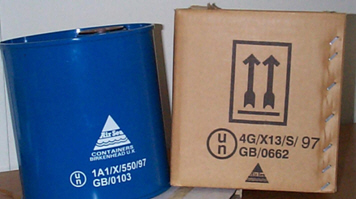 Air Sea
CONTAINERS
BIRKENHEAD U.K
un 1A1/X/550/97
GB/0103
un 4G/X13/S/97
GB/0662